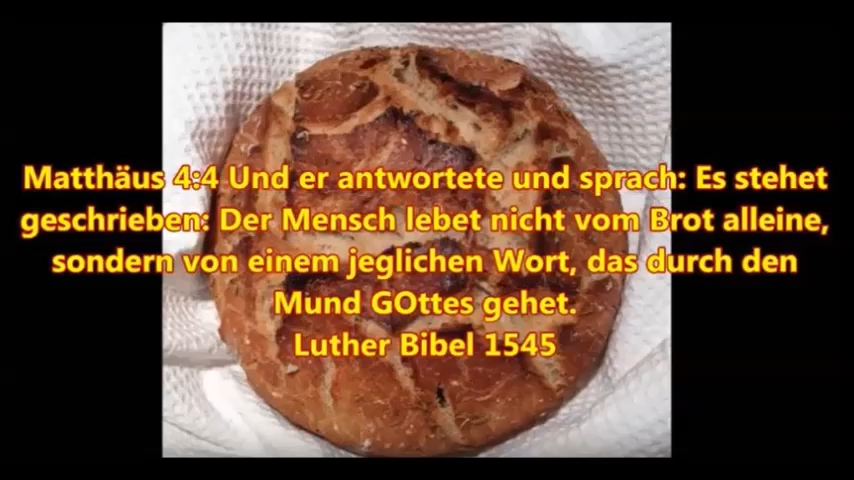 Matthäus 4:4 Und er antwortete und sprach: Es stehet
geschrieben: Der Mensch lebet nicht vom Brot alleine,
sondern von einem jeglichen Wort, das durch den
Mund GOttes gehet.
Luther Bibel 1545